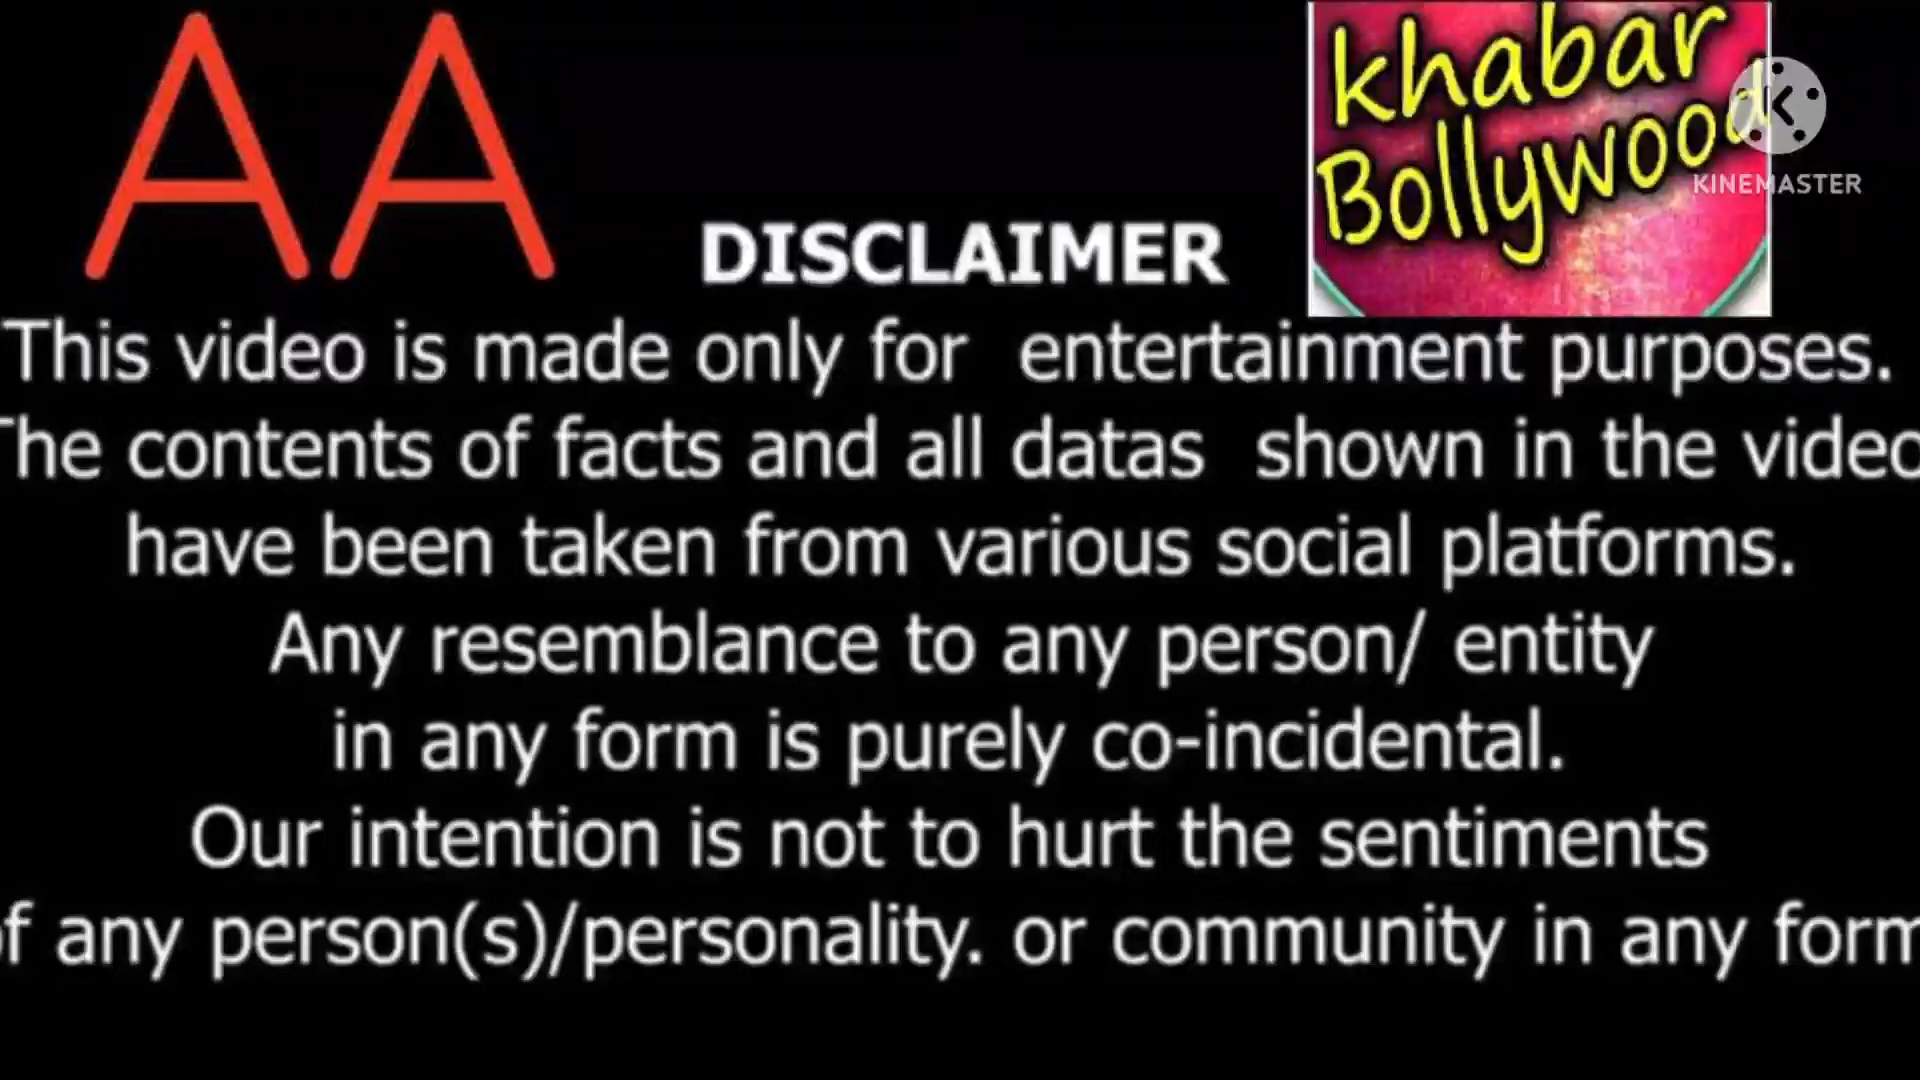 AA
khabar
Bollywood
KINEMASTER
DISCLAIMER
This video is made only for entertainment purposes.
The contents of facts and all datas shown in the video
have been taken from various social platforms.
Any resemblance to any person/ entity
in any form is purely co-incidental.
Our intention is not to hurt the sentiments
of any person(s)/personality. or community in any form